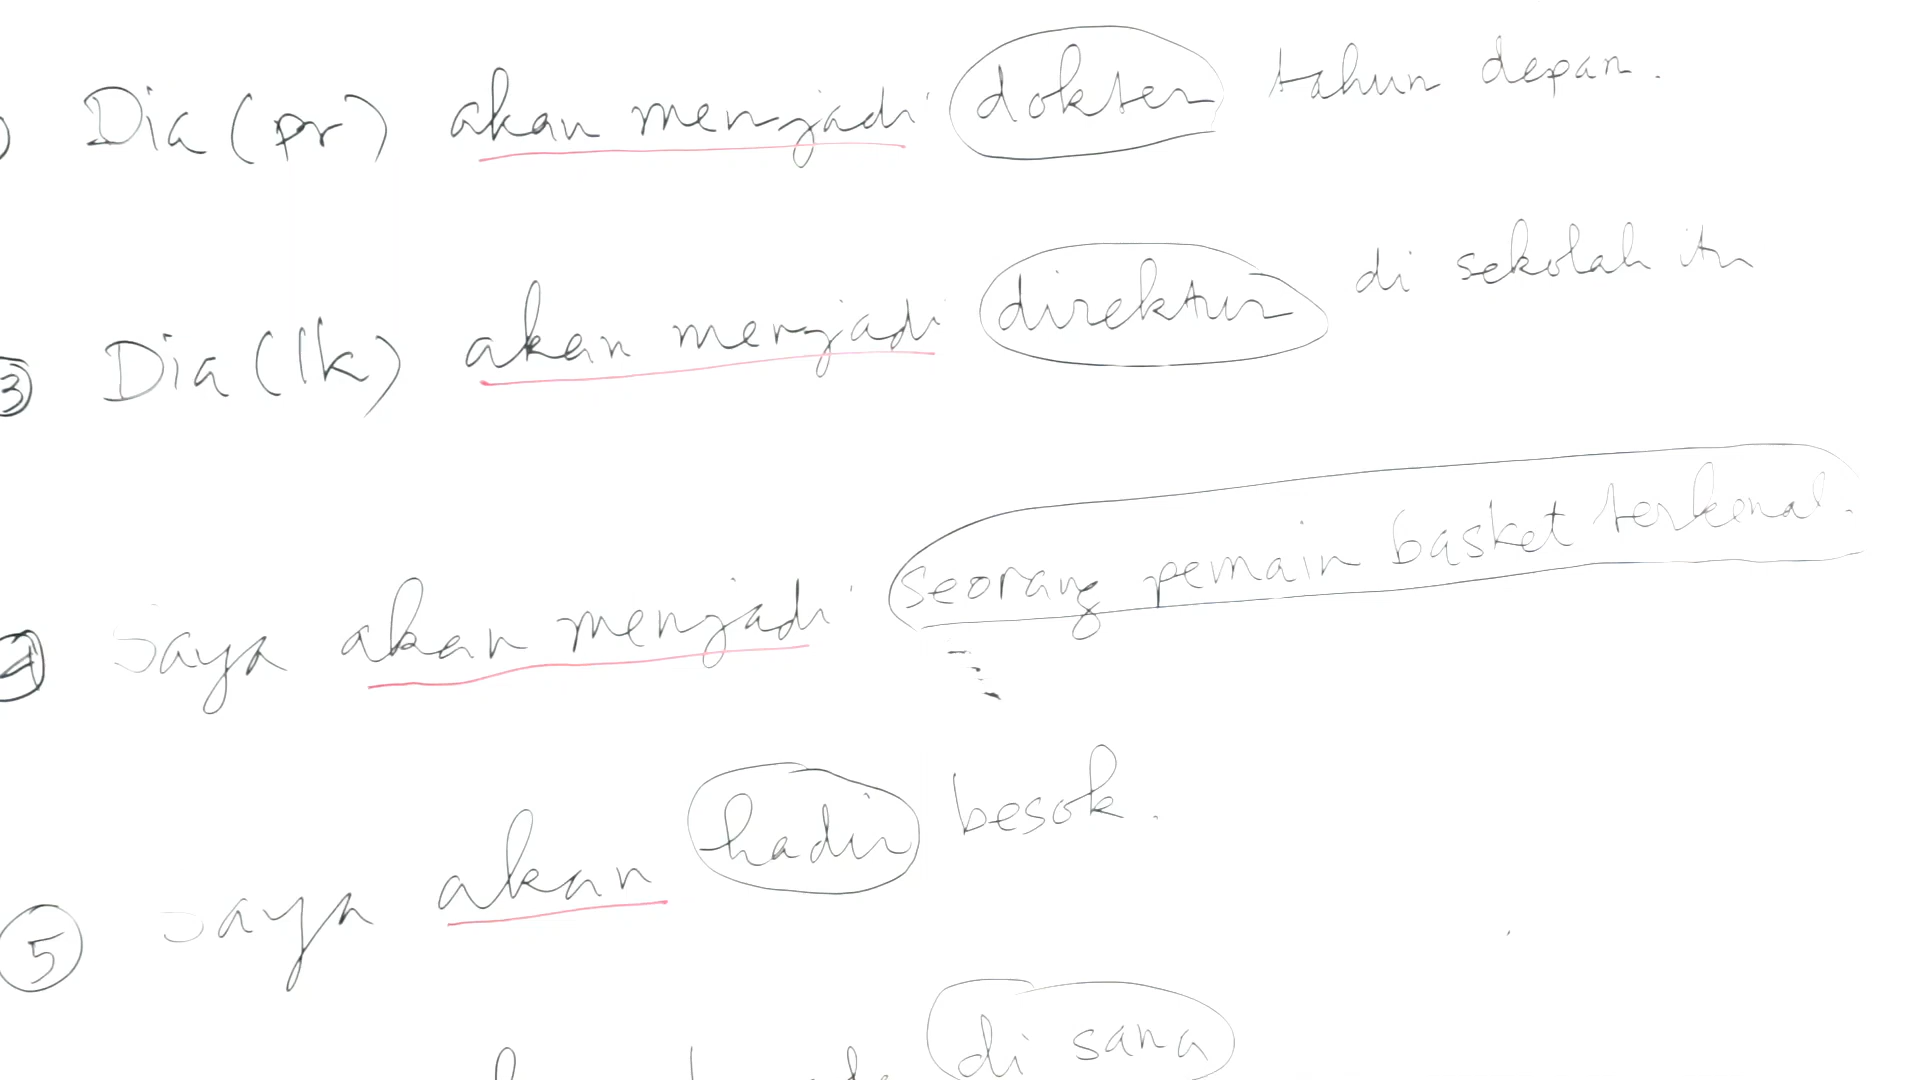 Dia (pr) akan menjadi dokter tahun depan.
③ Dia (lk) akan menjadi direktur di sekolah itu
④ Saya akan menjadi seorang pemain basket terkenal.
⑤ Saya akan hadir besok.
di sana